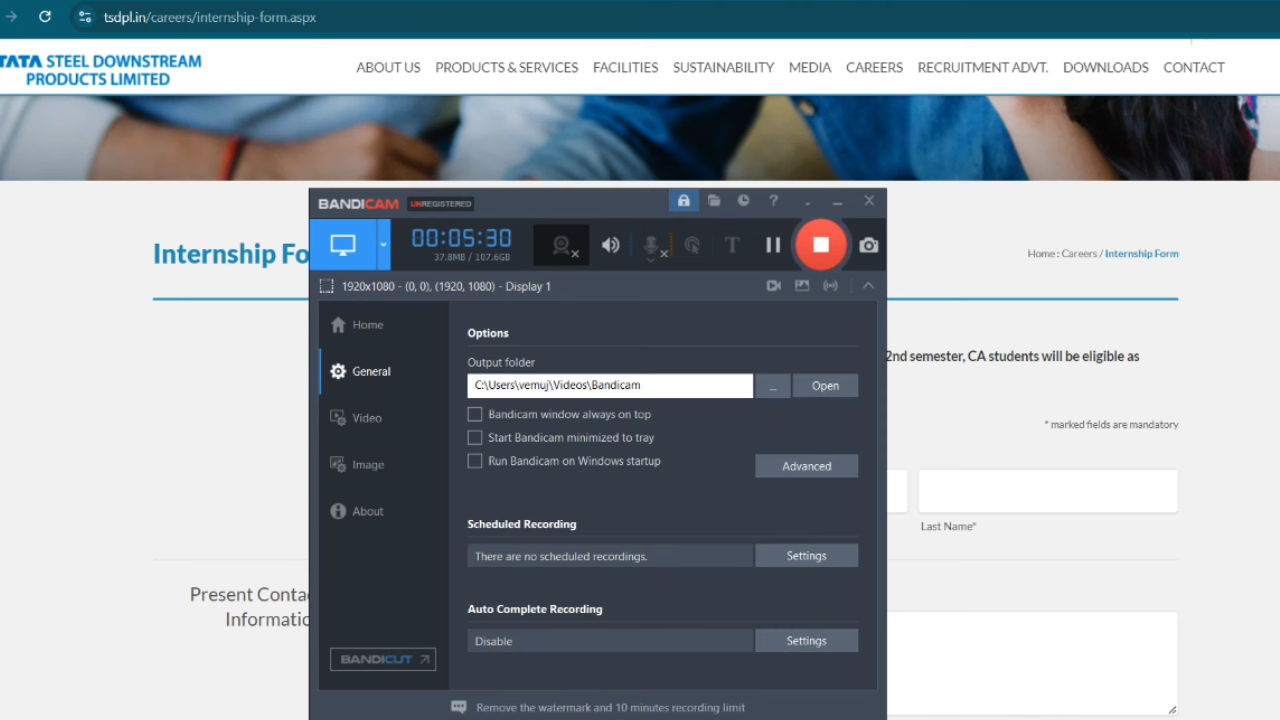 tsdpl.in/careers/internship-form.aspx
TATA STEEL DOWNSTREAM
PRODUCTS LIMITED
ABOUT US PRODUCTS & SERVICES FACILITIES SUSTAINABILITY MEDIA CAREERS RECRUITMENT ADVT. DOWNLOADS CONTACT
Internship Fo
Home : Careers / Internship Form
2nd semester, CA students will be eligible as
* marked fields are mandatory
Last Name*
Present Conta
Informatio
BANDICAM UNREGISTERED
?
00:05:30
37.8MB / 107.6GB
T
1920x1080 - (0, 0), (1920, 1080) - Display 1
Home
General
Video
Image
About
BANDICUT
Options
Output folder
C:\Users\vemuj\Videos\Bandicam
... Open
Bandicam window always on top
Start Bandicam minimized to tray
Run Bandicam on Windows startup
Advanced
Scheduled Recording
There are no scheduled recordings. Settings
Auto Complete Recording
Disable Settings
Remove the watermark and 10 minutes recording limit